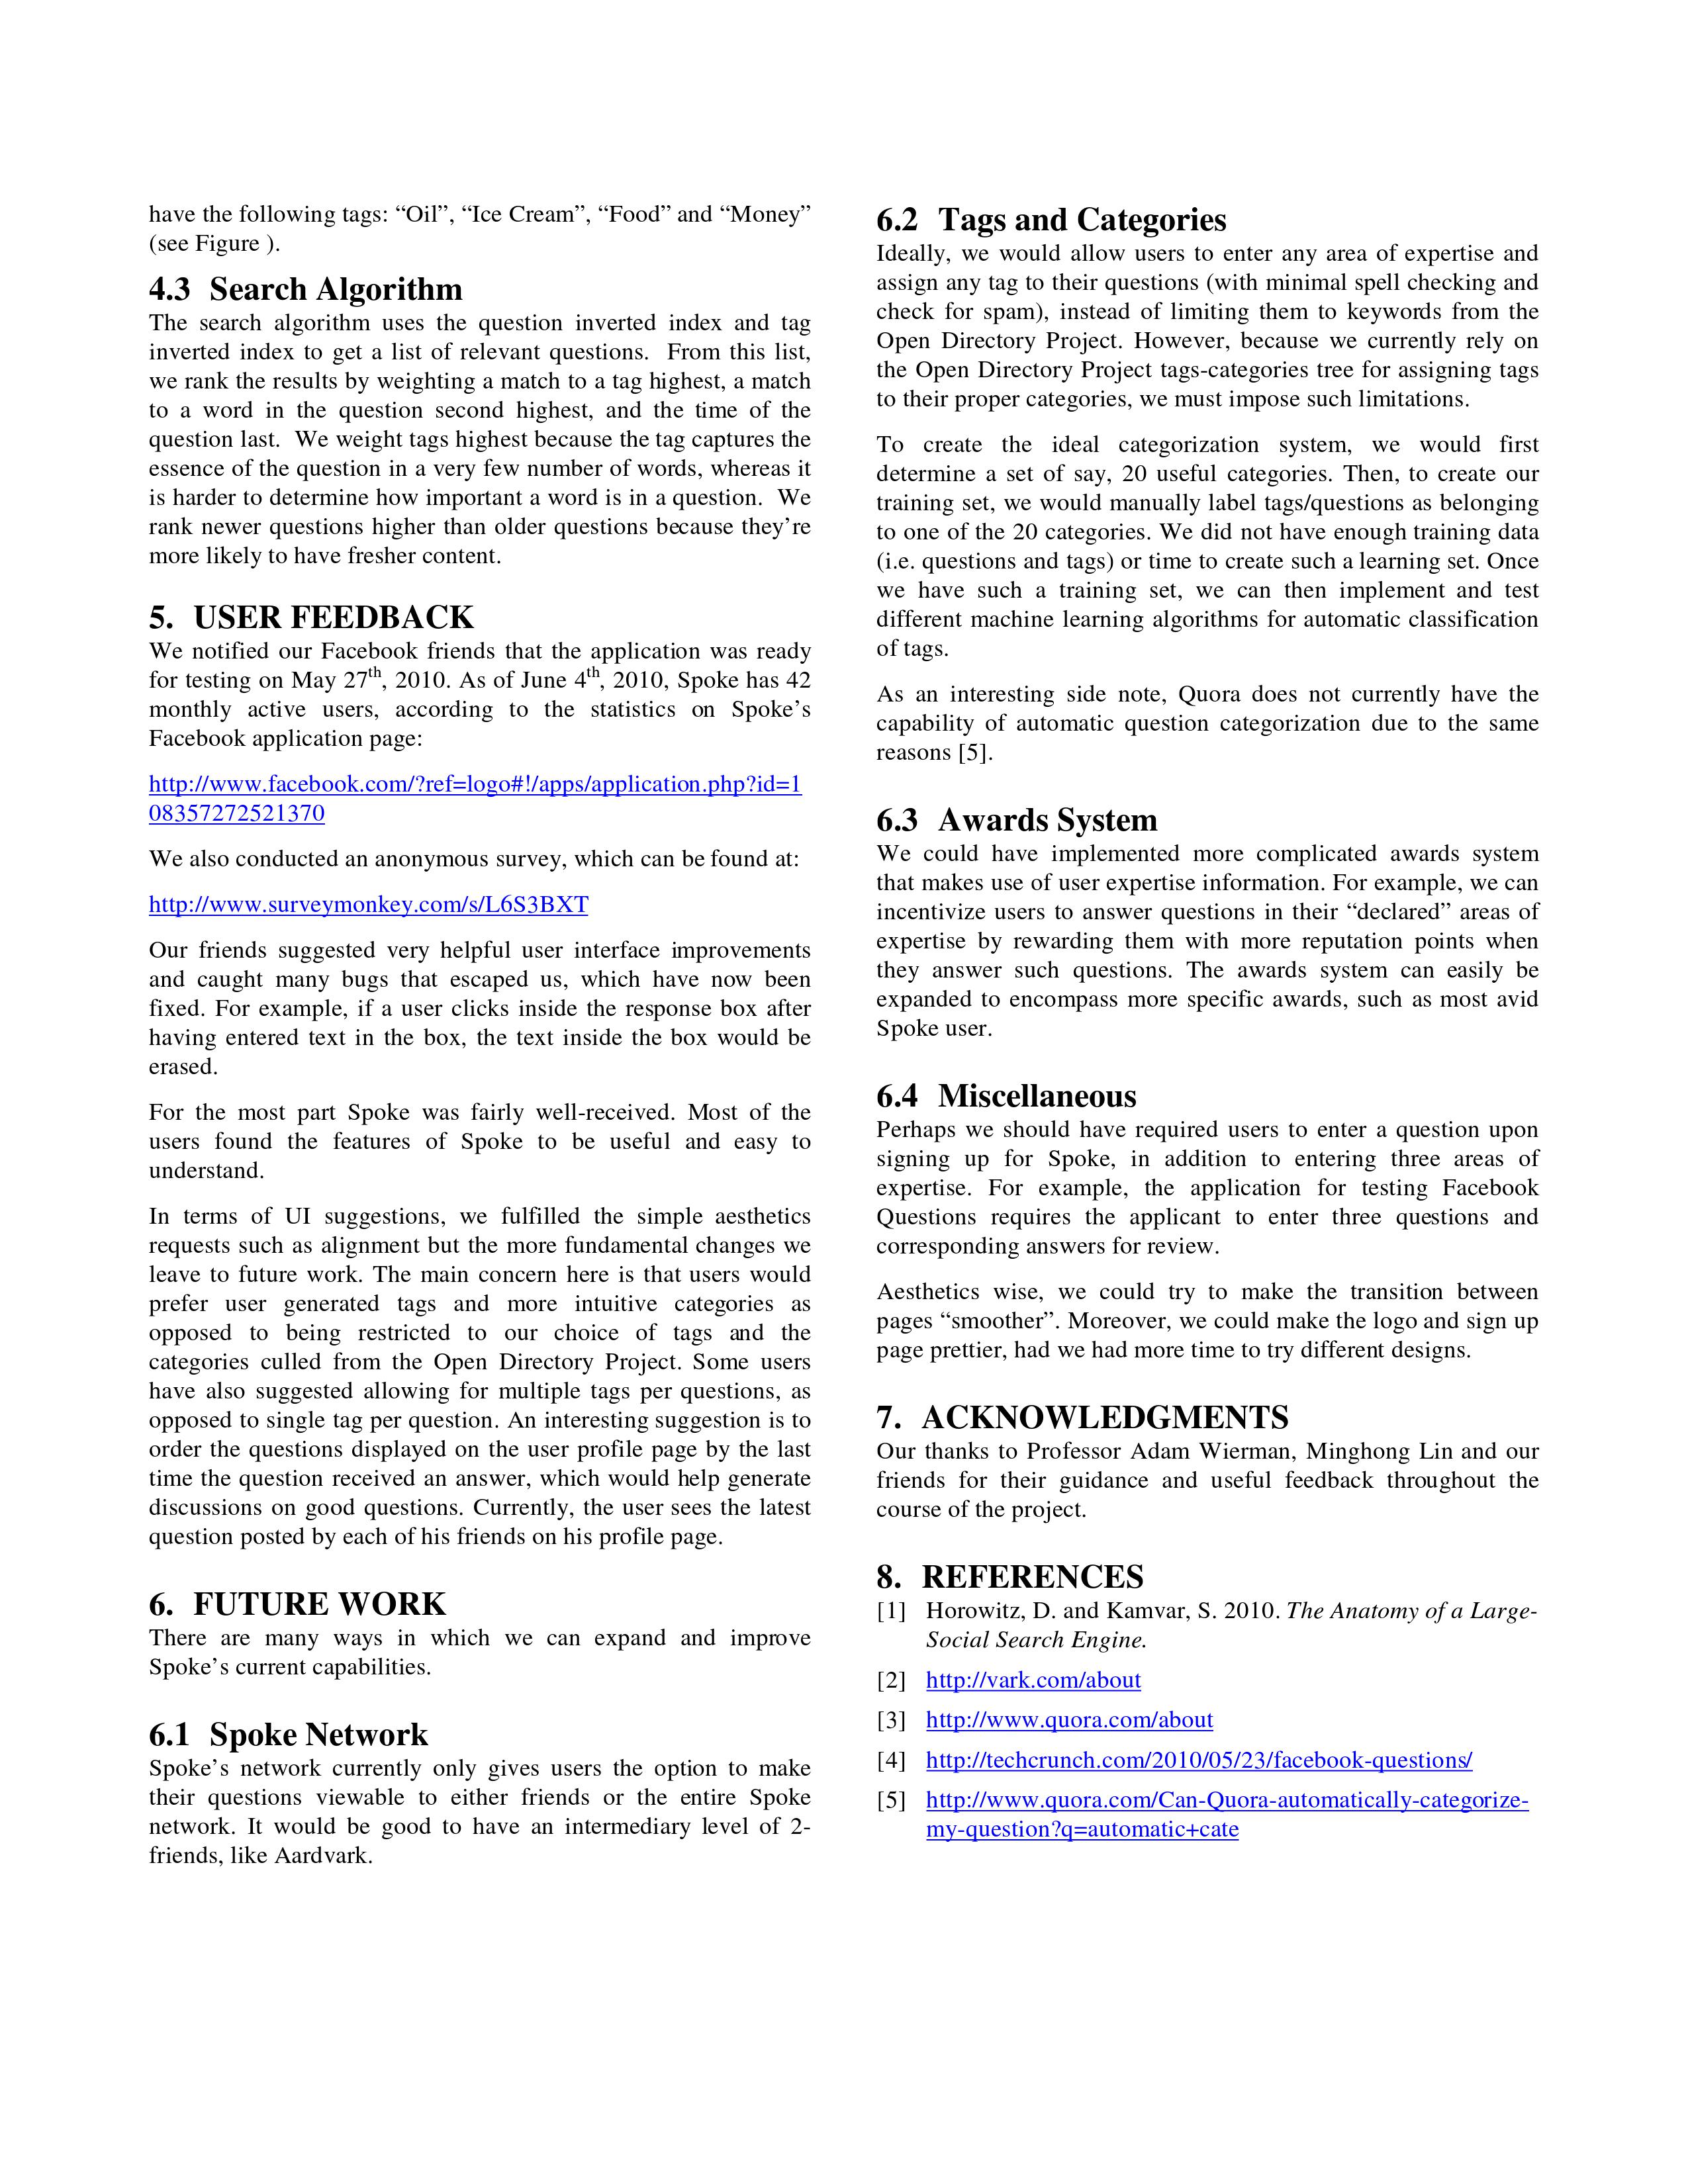 have the following tags: “Oil”, “Ice Cream”, “Food” and “Money”
(see Figure ).
4.3 Search Algorithm
The search algorithm uses the question inverted index and tag
inverted index to get a list of relevant questions. From this list,
we rank the results by weighting a match to a tag highest, a match
to a word in the question second highest, and the time of the
question last. We weight tags highest because the tag captures the
essence of the question in a very few number of words, whereas it
is harder to determine how important a word is in a question. We
rank newer questions higher than older questions because they’re
more likely to have fresher content.
5. USER FEEDBACK
We notified our Facebook friends that the application was ready
for testing on May 27th, 2010. As of June 4th, 2010, Spoke has 42
monthly active users, according to the statistics on Spoke’s
Facebook application page:
http://www.facebook.com/?ref=logo#!/apps/application.php?id=1
08357272521370
We also conducted an anonymous survey, which can be found at:
http://www.surveymonkey.com/s/L6S3BXT
Our friends suggested very helpful user interface improvements
and caught many bugs that escaped us, which have now been
fixed. For example, if a user clicks inside the response box after
having entered text in the box, the text inside the box would be
erased.
For the most part Spoke was fairly well-received. Most of the
users found the features of Spoke to be useful and easy to
understand.
In terms of UI suggestions, we fulfilled the simple aesthetics
requests such as alignment but the more fundamental changes we
leave to future work. The main concern here is that users would
prefer user generated tags and more intuitive categories as
opposed to being restricted to our choice of tags and the
categories culled from the Open Directory Project. Some users
have also suggested allowing for multiple tags per questions, as
opposed to single tag per question. An interesting suggestion is to
order the questions displayed on the user profile page by the last
time the question received an answer, which would help generate
discussions on good questions. Currently, the user sees the latest
question posted by each of his friends on his profile page.
6. FUTURE WORK
There are many ways in which we can expand and improve
Spoke’s current capabilities.
6.1 Spoke Network
Spoke’s network currently only gives users the option to make
their questions viewable to either friends or the entire Spoke
network. It would be good to have an intermediary level of 2-
friends, like Aardvark.
6.2 Tags and Categories
Ideally, we would allow users to enter any area of expertise and
assign any tag to their questions (with minimal spell checking and
check for spam), instead of limiting them to keywords from the
Open Directory Project. However, because we currently rely on
the Open Directory Project tags-categories tree for assigning tags
to their proper categories, we must impose such limitations.
To create the ideal categorization system, we would first
determine a set of say, 20 useful categories. Then, to create our
training set, we would manually label tags/questions as belonging
to one of the 20 categories. We did not have enough training data
(i.e. questions and tags) or time to create such a learning set. Once
we have such a training set, we can then implement and test
different machine learning algorithms for automatic classification
of tags.
As an interesting side note, Quora does not currently have the
capability of automatic question categorization due to the same
reasons [5].
6.3 Awards System
We could have implemented more complicated awards system
that makes use of user expertise information. For example, we can
incentivize users to answer questions in their “declared” areas of
expertise by rewarding them with more reputation points when
they answer such questions. The awards system can easily be
expanded to encompass more specific awards, such as most avid
Spoke user.
6.4 Miscellaneous
Perhaps we should have required users to enter a question upon
signing up for Spoke, in addition to entering three areas of
expertise. For example, the application for testing Facebook
Questions requires the applicant to enter three questions and
corresponding answers for review.
Aesthetics wise, we could try to make the transition between
pages “smoother”. Moreover, we could make the logo and sign up
page prettier, had we had more time to try different designs.
7. ACKNOWLEDGMENTS
Our thanks to Professor Adam Wierman, Minghong Lin and our
friends for their guidance and useful feedback throughout the
course of the project.
8. REFERENCES
[1] Horowitz, D. and Kamvar, S. 2010. The Anatomy of a Large-
Social Search Engine.
[2] http://vark.com/about
[3] http://www.quora.com/about
[4] http://techcrunch.com/2010/05/23/facebook-questions/
[5] http://www.quora.com/Can-Quora-automatically-categorize-
my-question?q=automatic+cate